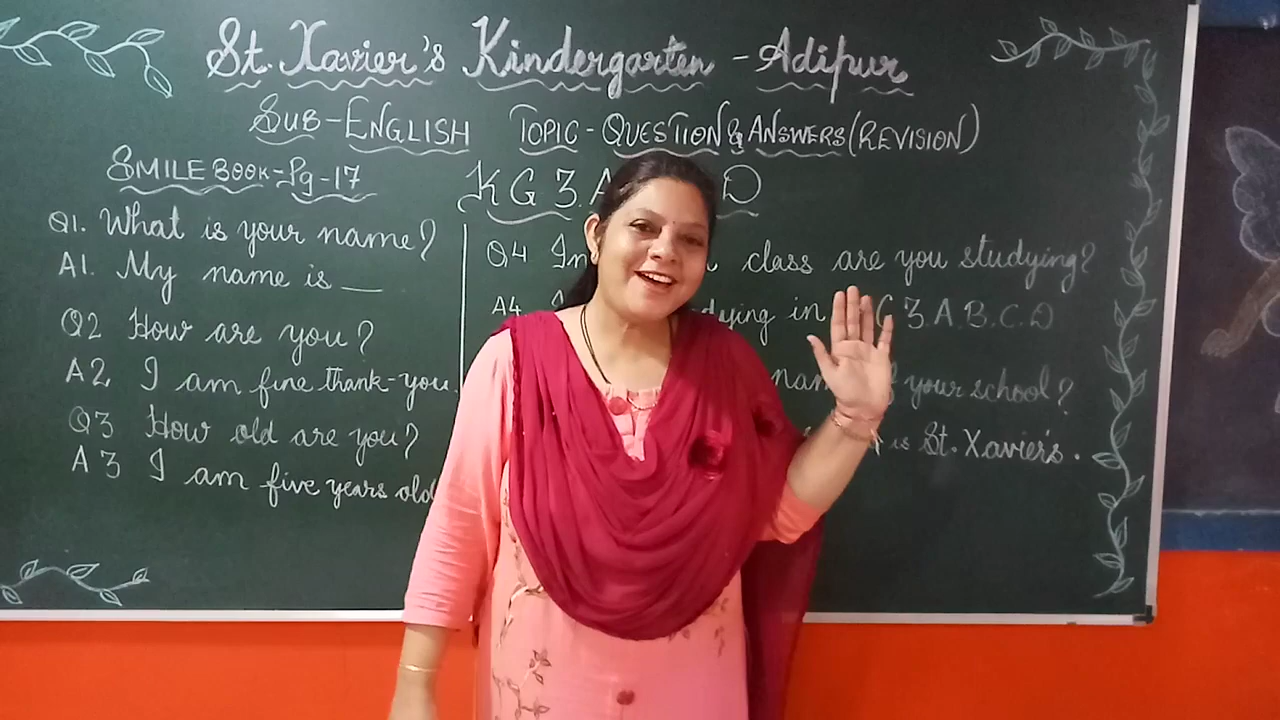 St. Xavier's Kindergarten - Adipur
SUB - ENGLISH TOPIC - QUESTION & ANSWERS (REVISION)
SMILE BOOK - Pg - 17
KG 3. A D
Q1. What is your name?
A1. My name is __
Q2 How are you?
A2 I am fine thank-you.
Q3 How old are you?
A3 I am five years old
Q4 In class are you studying?
A4 in 3.A.B.C.D
your school?
is St. Xavier's.